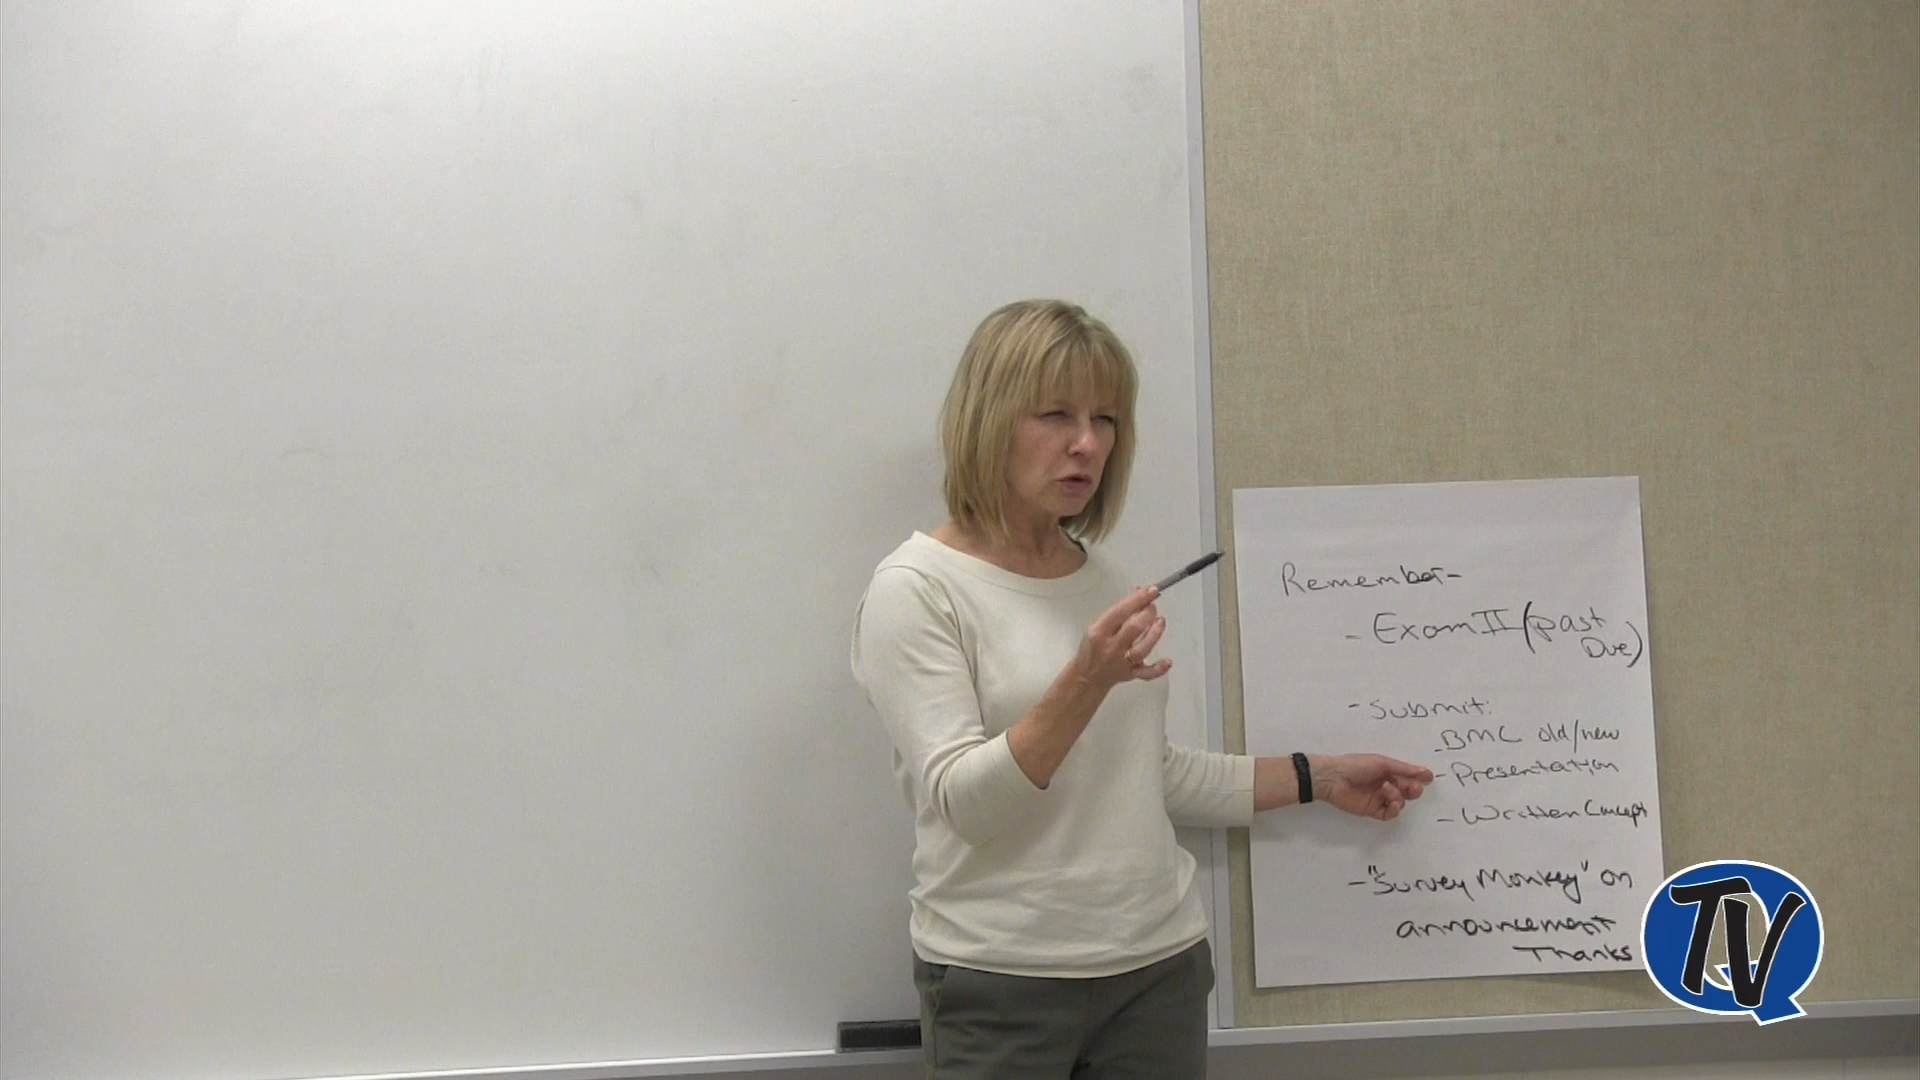 Remember-
- Exam II (past
Due)
- Submit:
- BMC old/new
- Presentation
- Written Concept
- "Survey Monkey" on
announcement
Thanks
TV